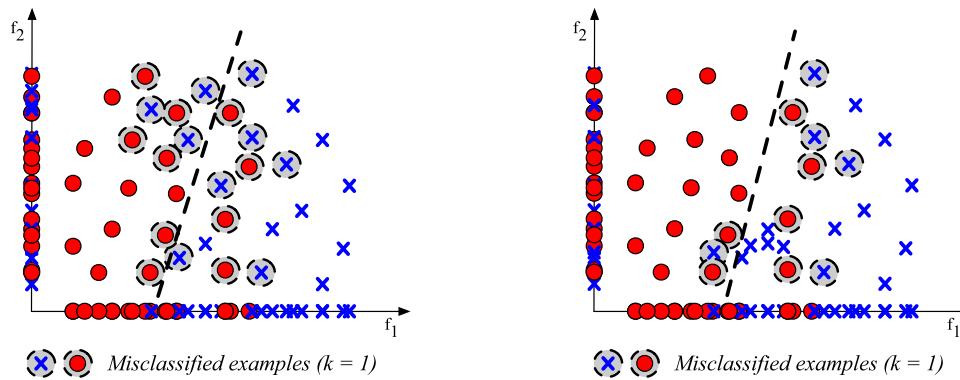 f2
f1
Misclassified examples (k = 1)
f2
f1
Misclassified examples (k = 1)